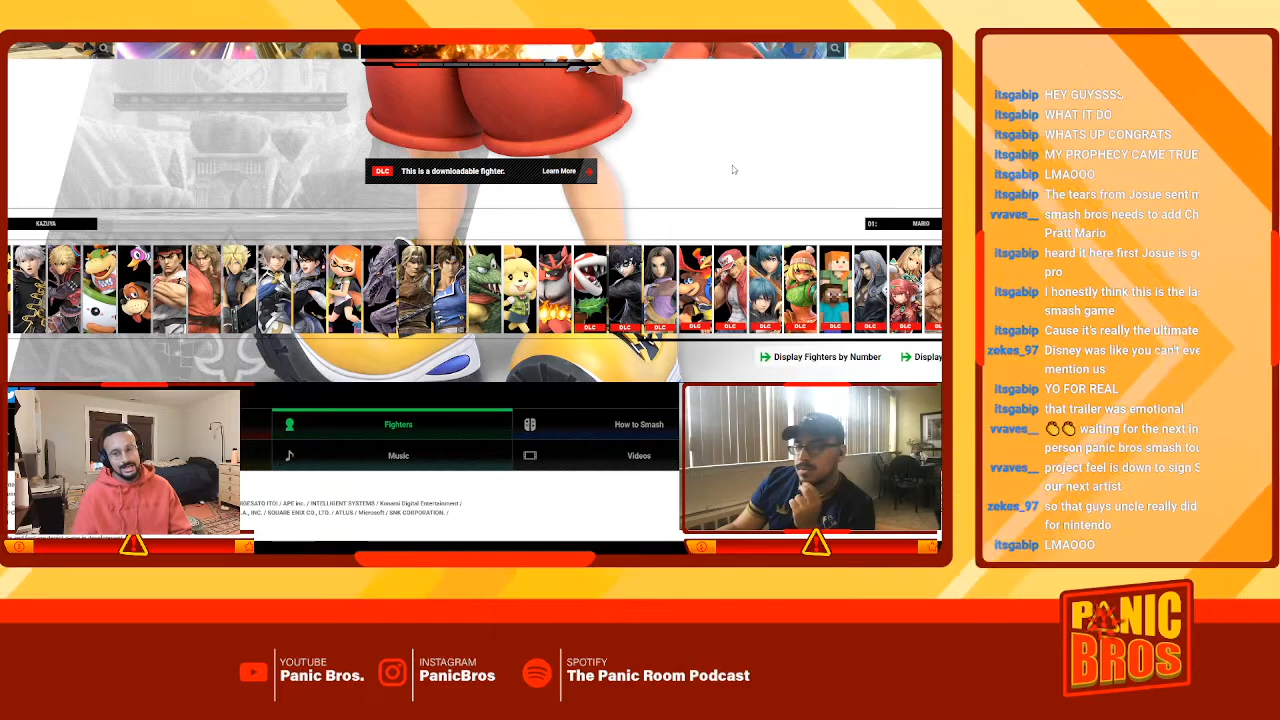 DLC This is a downloadable fighter. Learn More
KAZUYA
01: MARIO
DLC DLC DLC DLC DLC DLC DLC DLC DLC DLC
Display Fighters by Number
Display
Fighters
How to Smash
Music
Videos
IGESATO ITOI / APE inc. / INTELLIGENT SYSTEMS / Konami Digital Entertainment /
A., INC. / SQUARE ENIX CO., LTD. / ATLUS / Microsoft / SNK CORPORATION. /
itsgabip HEY GUYSSSS
itsgabip WHAT IT DO
itsgabip WHATS UP CONGRATS
itsgabip MY PROPHECY CAME TRUE
itsgabip LMAOOO
itsgabip The tears from Josue sent m
vvaves__ smash bros needs to add Ch
Pratt Mario
itsgabip heard it here first Josue is go
pro
itsgabip I honestly think this is the la
smash game
itsgabip Cause it's really the ultimate
zekes_97 Disney was like you can't eve
mention us
itsgabip YO FOR REAL
itsgabip that trailer was emotional
vvaves__ waiting for the next in
person panic bros smash tou
vvaves__ project feel is down to sign S
our next artist
zekes_97 so that guys uncle really did
for nintendo
itsgabip LMAOOO
PANIC
BROS
YOUTUBE
Panic Bros.
INSTAGRAM
PanicBros
SPOTIFY
The Panic Room Podcast